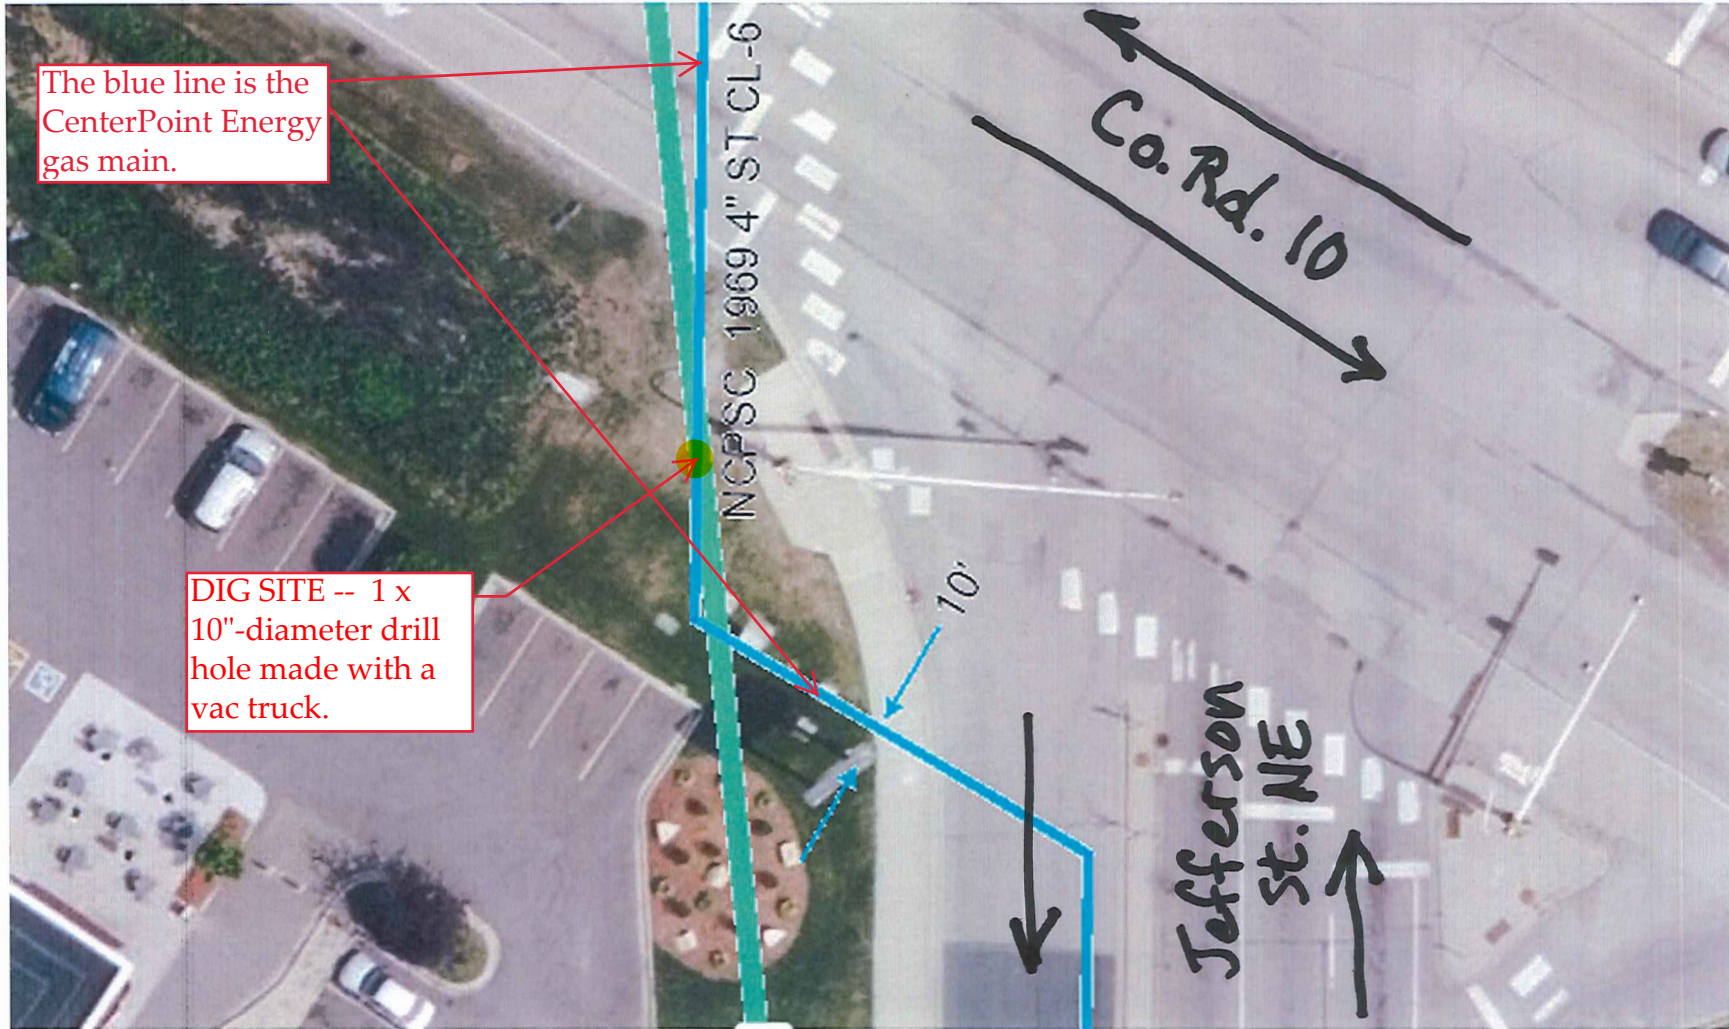 The blue line is the
CenterPoint Energy
gas main.
NCPSC 1969 4" ST CL-6
Co. Rd. 10
DIG SITE -- 1 x
10"-diameter drill
hole made with a
vac truck.
10'
Jefferson
St. NE